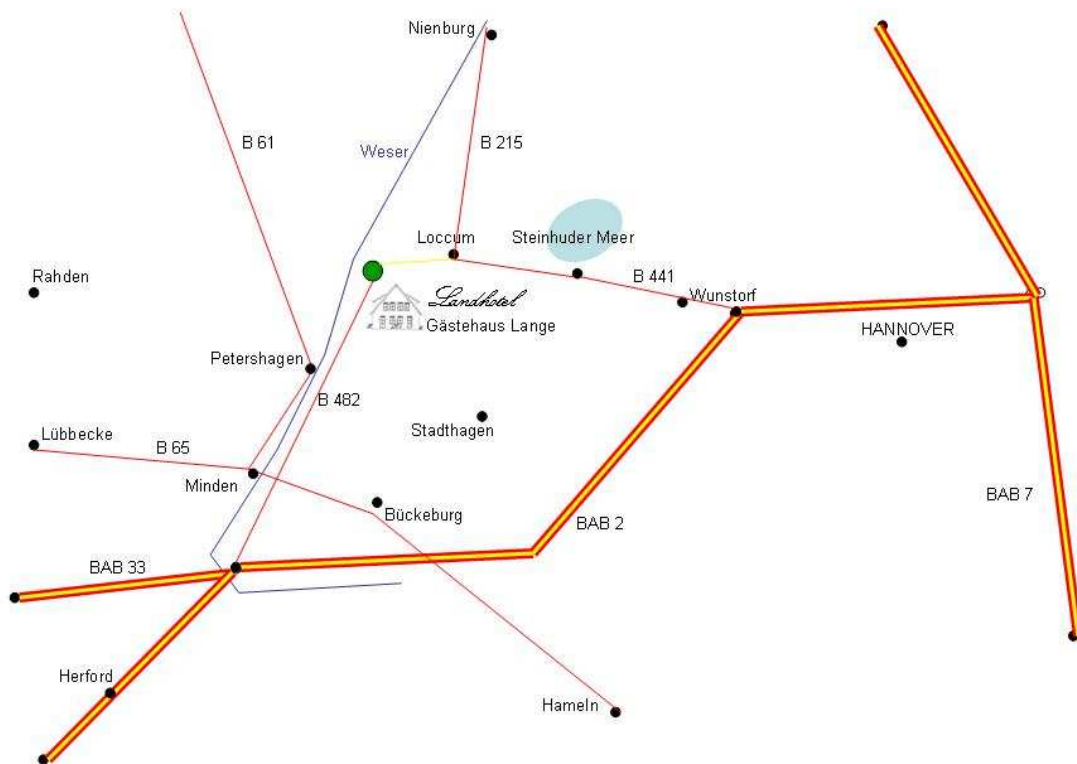 Nienburg
B 61
B 215
Weser
Loccum
Steinhuder Meer
Rahden
B 441
Wunstorf
Landhotel
Gästehaus Lange
HANNOVER
Petershagen
B 482
Lübbecke
Stadthagen
B 65
Minden
Bückeburg
BAB 7
BAB 2
BAB 33
Herford
Hameln